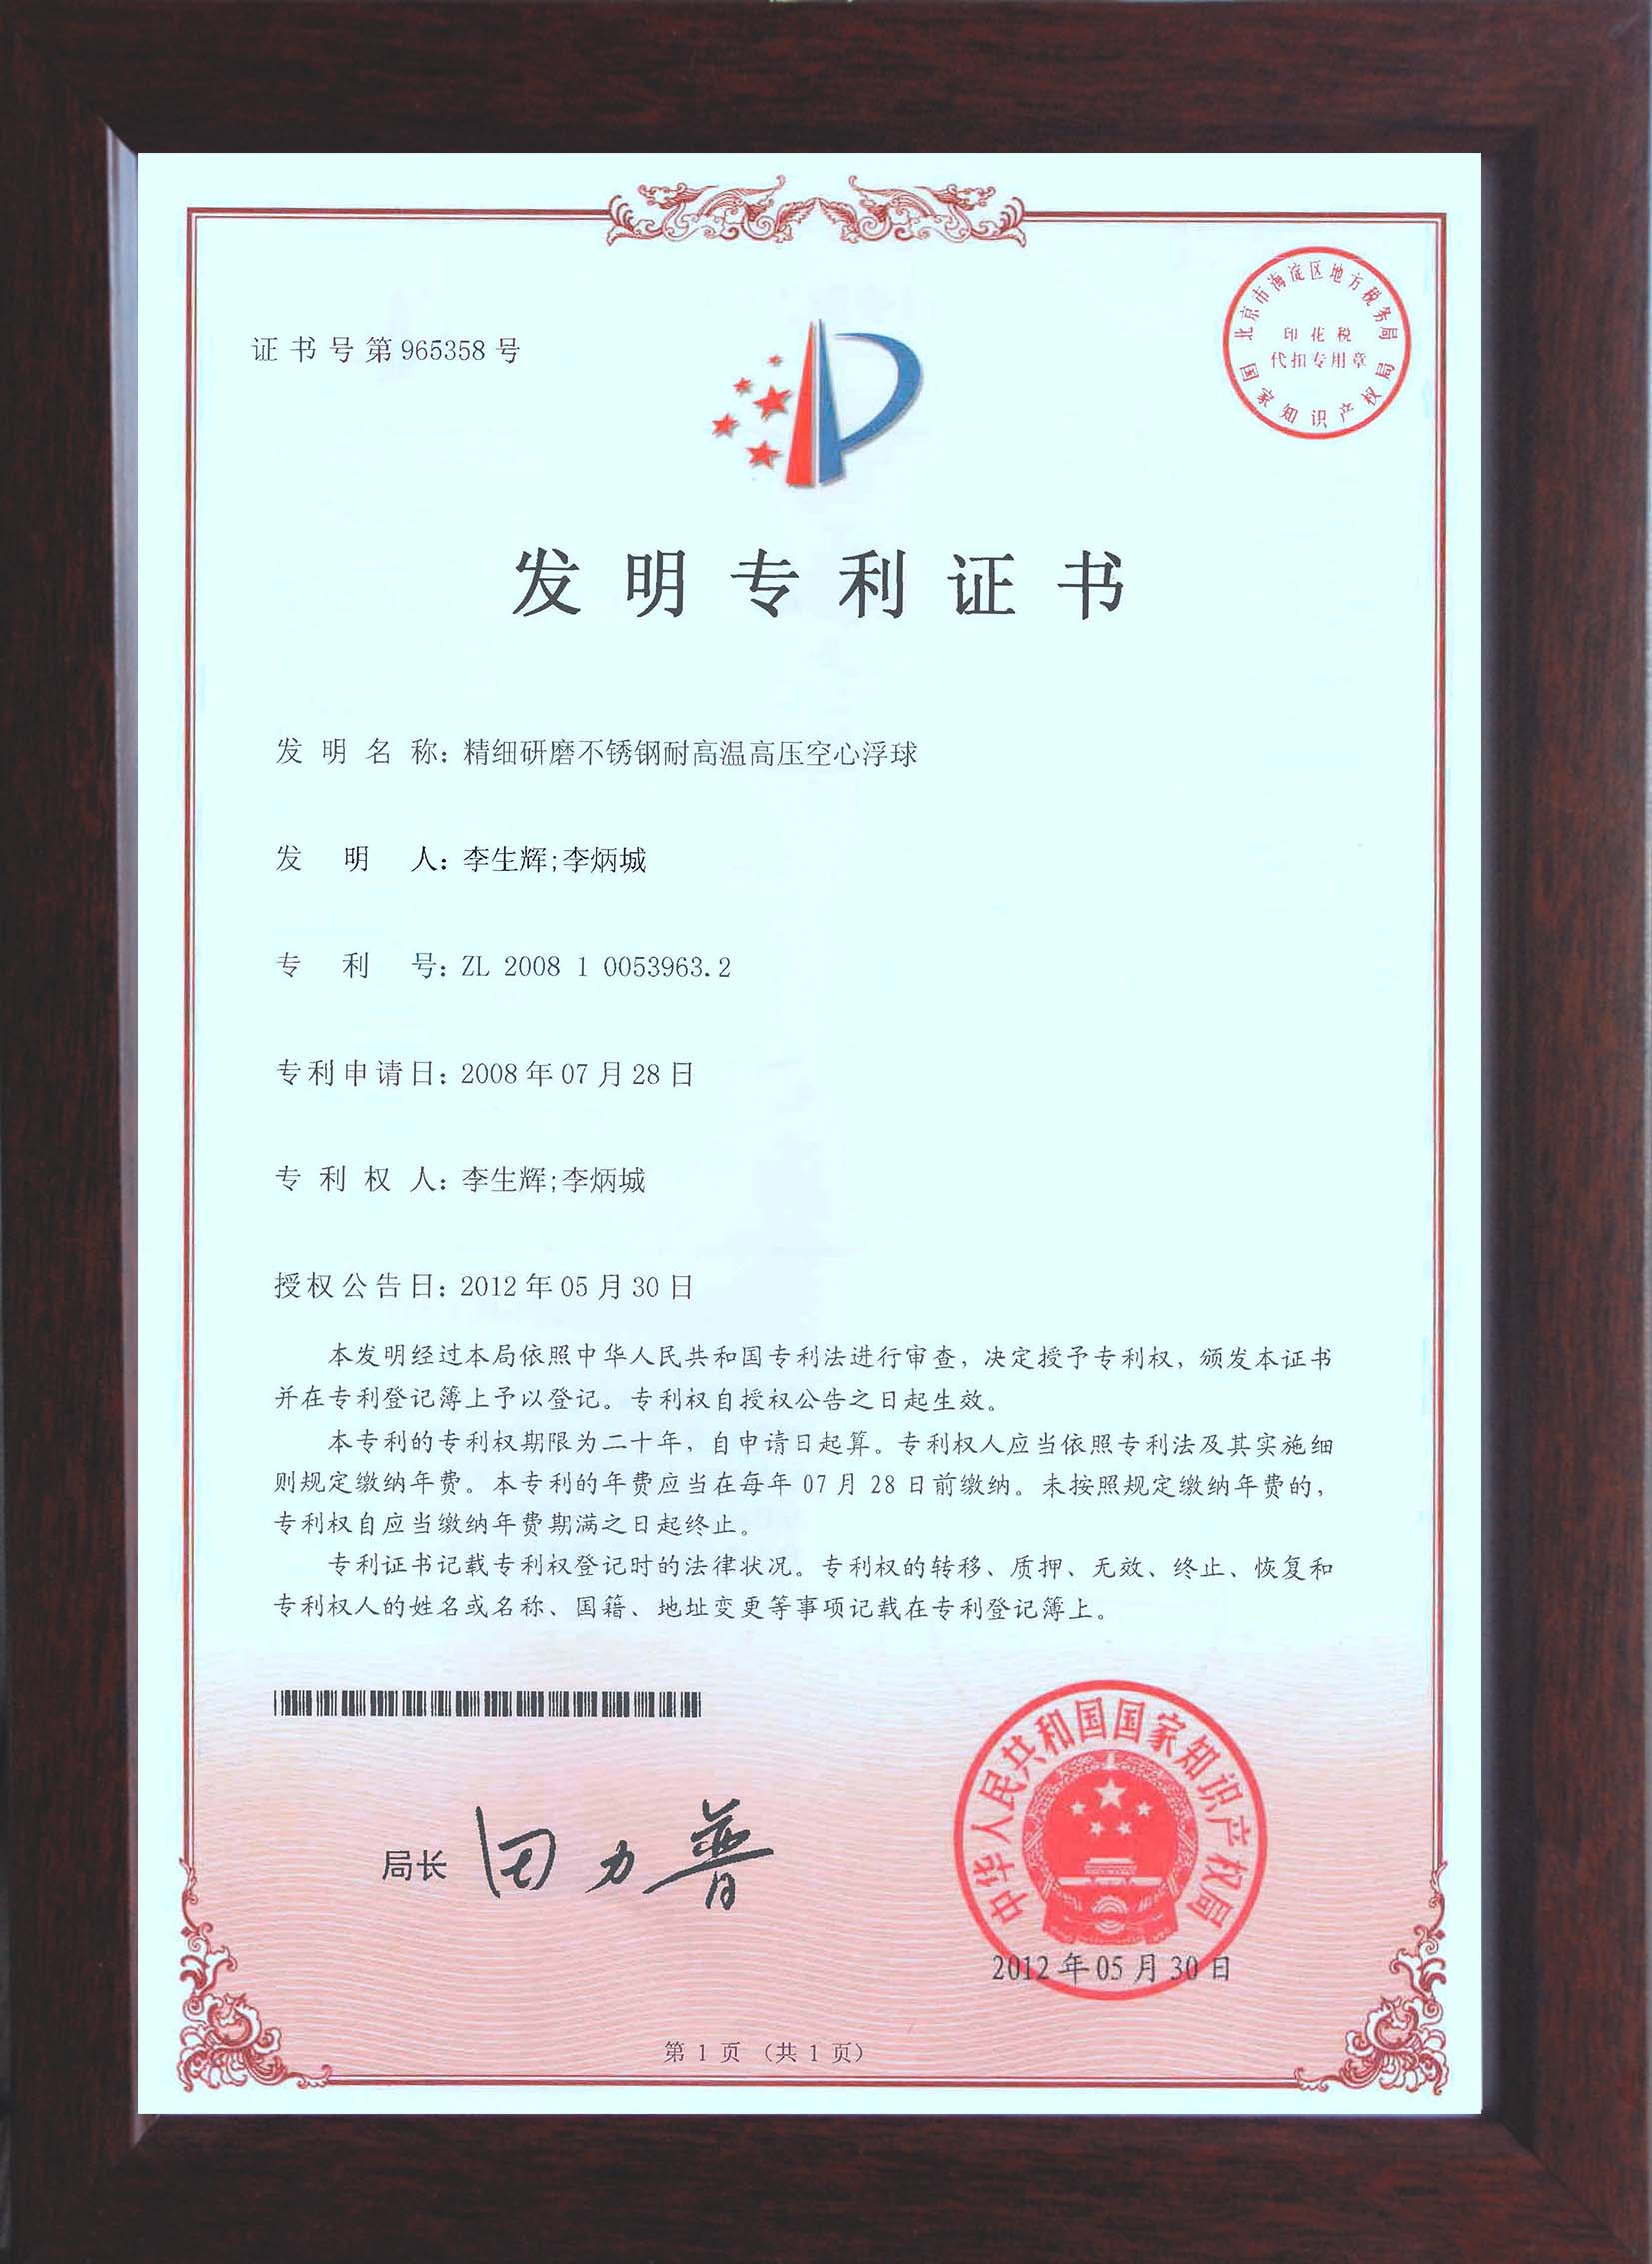 证书号第965358号
北京市海淀区地方税务局
印花税
代扣专用章
国家知识产权局
发明专利证书
发明名称：精细研磨不锈钢耐高温高压空心浮球
发明人：李生辉;李炳城
专利号：ZL 2008 1 0053963.2
专利申请日：2008年07月28日
专利权人：李生辉;李炳城
授权公告日：2012年05月30日
本发明经过本局依照中华人民共和国专利法进行审查，决定授予专利权，颁发本证书
并在专利登记簿上予以登记。专利权自授权公告之日起生效。
本专利的专利权期限为二十年，自申请日起算。专利权人应当依照专利法及其实施细
则规定缴纳年费。本专利的年费应当在每年07月28日前缴纳。未按照规定缴纳年费的，
专利权自应当缴纳年费期满之日起终止。
专利证书记载专利权登记时的法律状况。专利权的转移、质押、无效、终止、恢复和
专利权人的姓名或名称、国籍、地址变更等事项记载在专利登记簿上。
局长 田力普
中华人民共和国国家知识产权局
2012年05月30日
第1页（共1页）